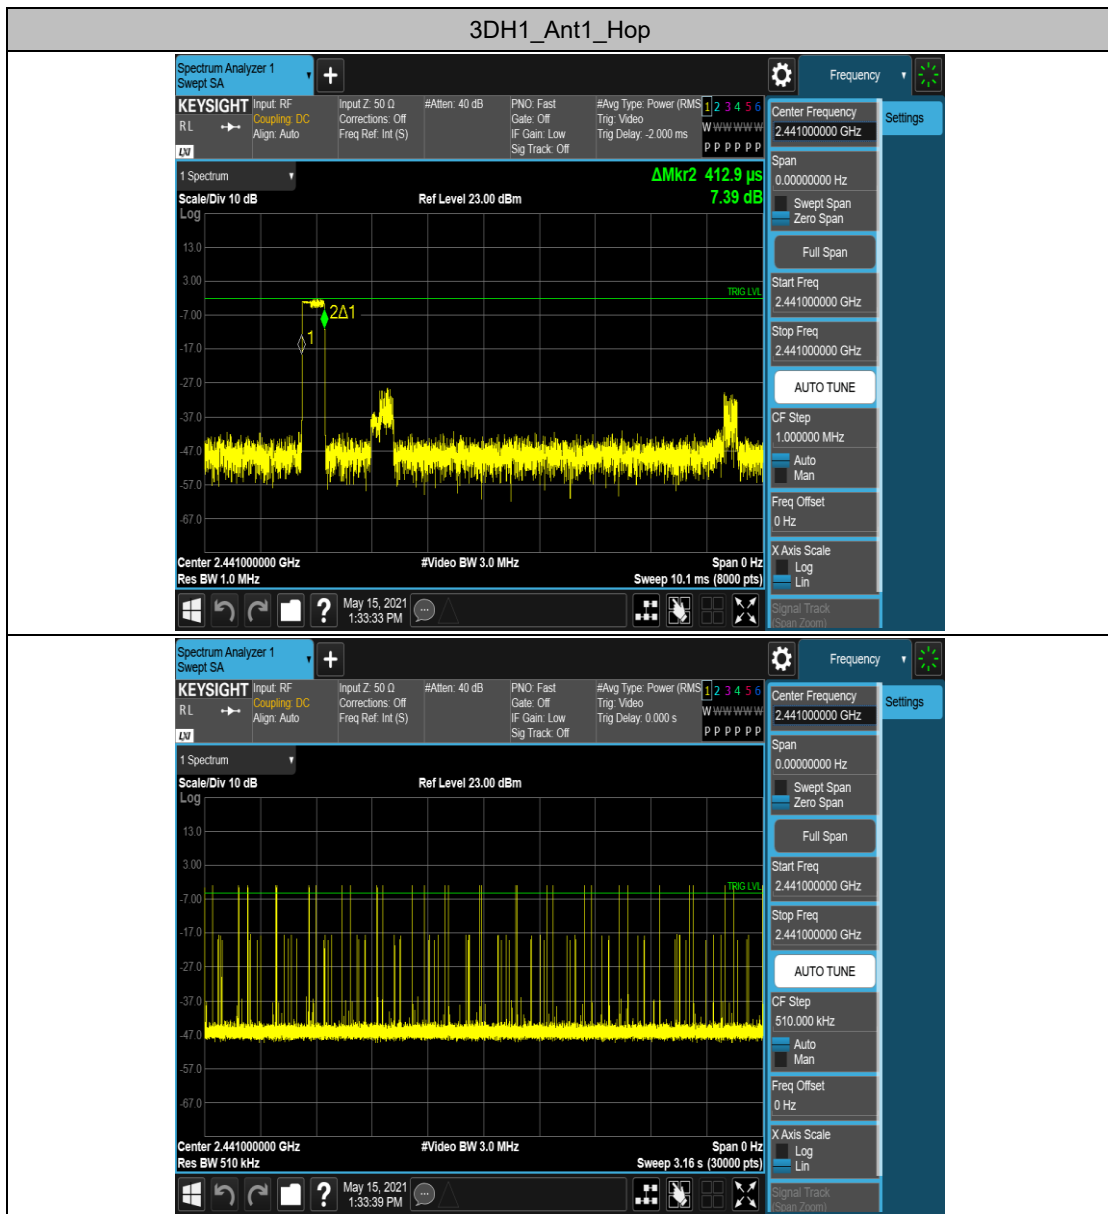 3DH1_Ant1_Hop
Spectrum Analyzer 1
Swept SA
Frequency
KEYSIGHT
RL
LXI
Input: RF
Coupling: DC
Align: Auto
Input Z: 50 Ω
Corrections: Off
Freq Ref: Int (S)
#Atten: 40 dB
PNO: Fast
Gate: Off
IF Gain: Low
Sig Track: Off
#Avg Type: Power (RMS
Trig: Video
Trig Delay: -2.000 ms
1 2 3 4 5 6
W W W W W W
P P P P P P
Center Frequency
2.441000000 GHz
Settings
1 Spectrum
ΔMkr2 412.9 µs
7.39 dB
Scale/Div 10 dB
Ref Level 23.00 dBm
Log
13.0
3.00
-7.00
-17.0
-27.0
-37.0
-47.0
-57.0
-67.0
TRIG LVL
2Δ1
1
Center 2.441000000 GHz
#Video BW 3.0 MHz
Span 0 Hz
Res BW 1.0 MHz
Sweep 10.1 ms (8000 pts)
Span
0.00000000 Hz
Swept Span
Zero Span
Full Span
Start Freq
2.441000000 GHz
Stop Freq
2.441000000 GHz
AUTO TUNE
CF Step
1.000000 MHz
Auto
Man
Freq Offset
0 Hz
X Axis Scale
Log
Lin
Signal Track
(Span Zoom)
May 15, 2021
1:33:33 PM
Spectrum Analyzer 1
Swept SA
Frequency
KEYSIGHT
RL
LXI
Input: RF
Coupling: DC
Align: Auto
Input Z: 50 Ω
Corrections: Off
Freq Ref: Int (S)
#Atten: 40 dB
PNO: Fast
Gate: Off
IF Gain: Low
Sig Track: Off
#Avg Type: Power (RMS
Trig: Video
Trig Delay: 0.000 s
1 2 3 4 5 6
W W W W W W
P P P P P P
Center Frequency
2.441000000 GHz
Settings
1 Spectrum
Scale/Div 10 dB
Ref Level 23.00 dBm
Log
13.0
3.00
-7.00
-17.0
-27.0
-37.0
-47.0
-57.0
-67.0
TRIG LVL
Center 2.441000000 GHz
#Video BW 3.0 MHz
Span 0 Hz
Res BW 510 kHz
Sweep 3.16 s (30000 pts)
Span
0.00000000 Hz
Swept Span
Zero Span
Full Span
Start Freq
2.441000000 GHz
Stop Freq
2.441000000 GHz
AUTO TUNE
CF Step
510.000 kHz
Auto
Man
Freq Offset
0 Hz
X Axis Scale
Log
Lin
Signal Track
(Span Zoom)
May 15, 2021
1:33:39 PM